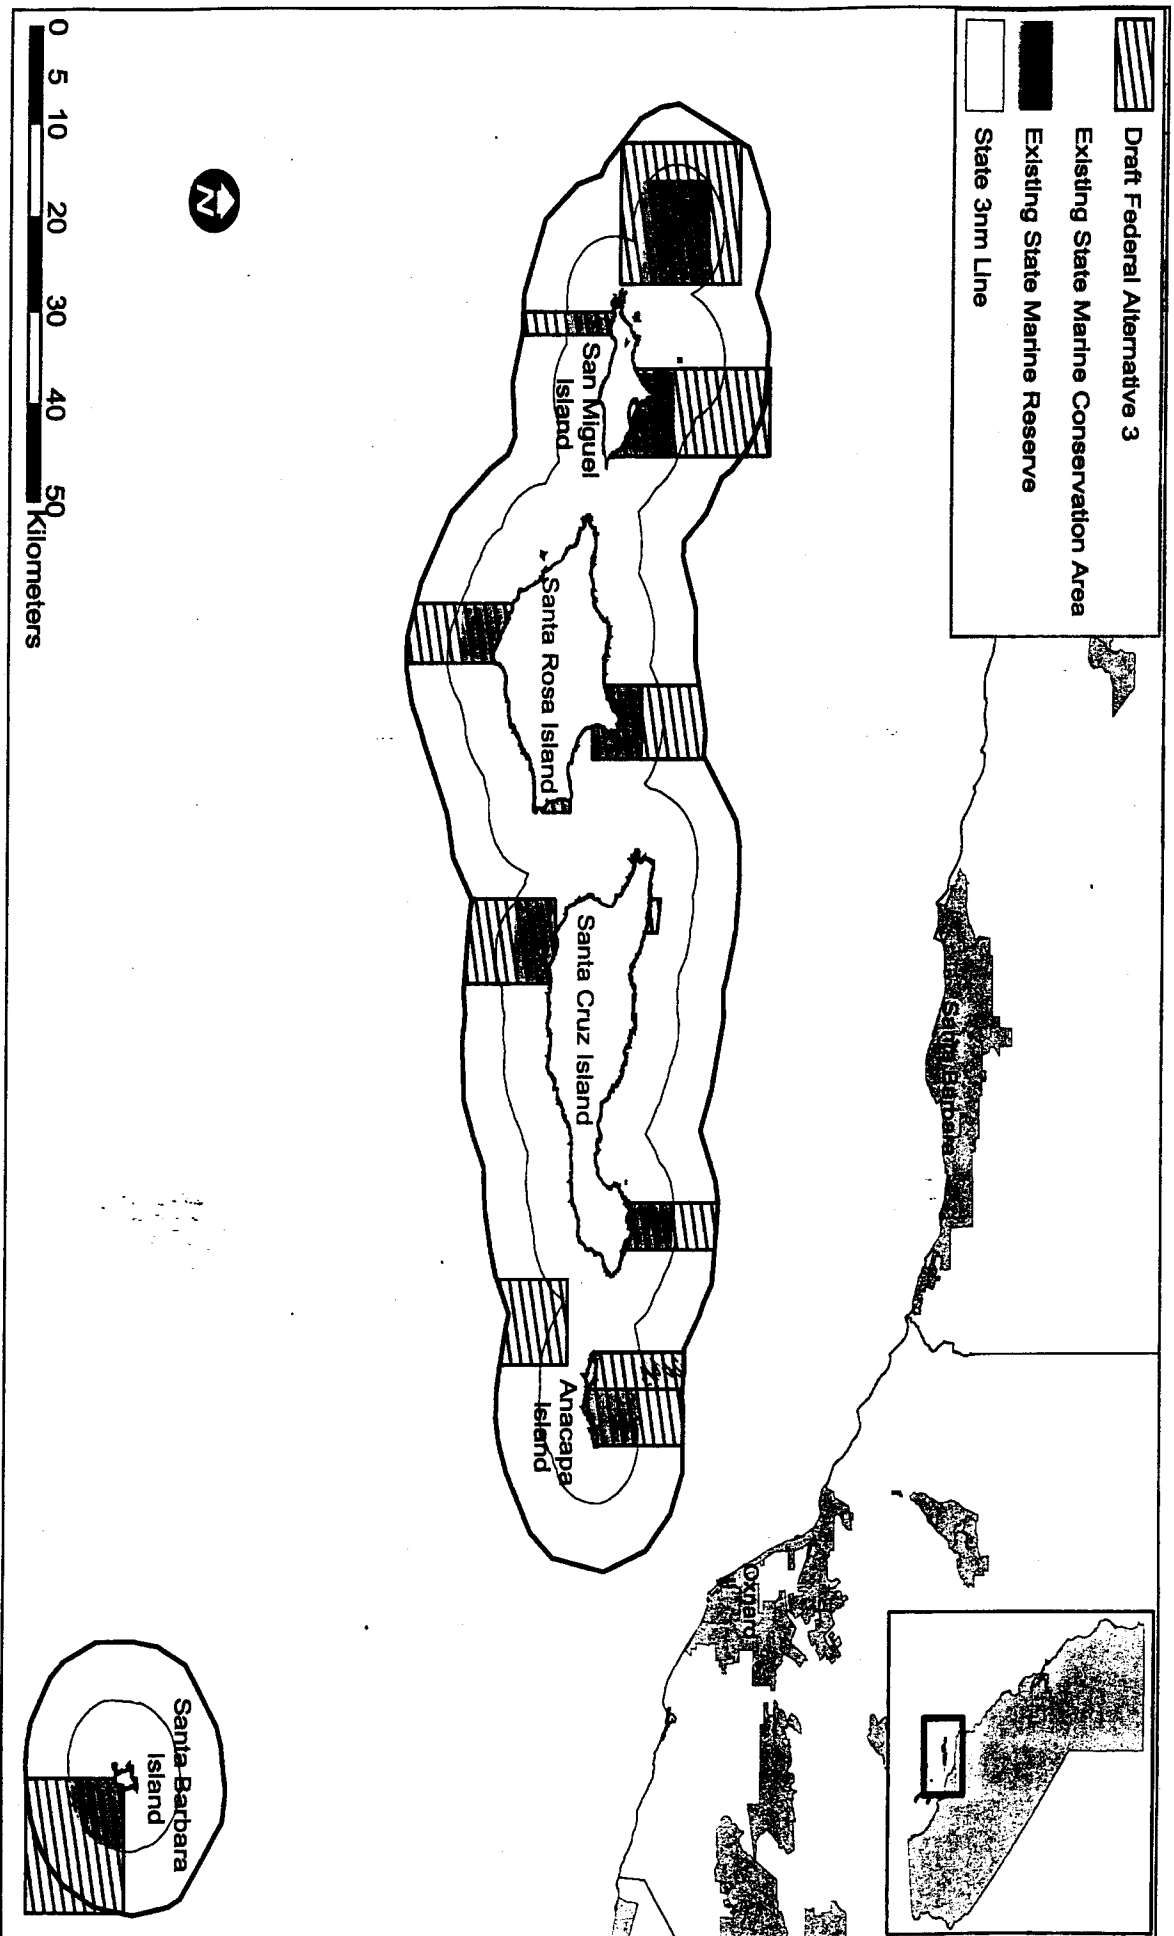 Draft Federal Alternative 3
Existing State Marine Conservation Area
Existing State Marine Reserve
State 3nm Line
Santa Barbara
Oxnard
San Miguel
Island
Santa Rosa Island
Santa Cruz Island
Anacapa
Island
Santa Barbara
Island
N
0 5 10 20 30 40 50
Kilometers